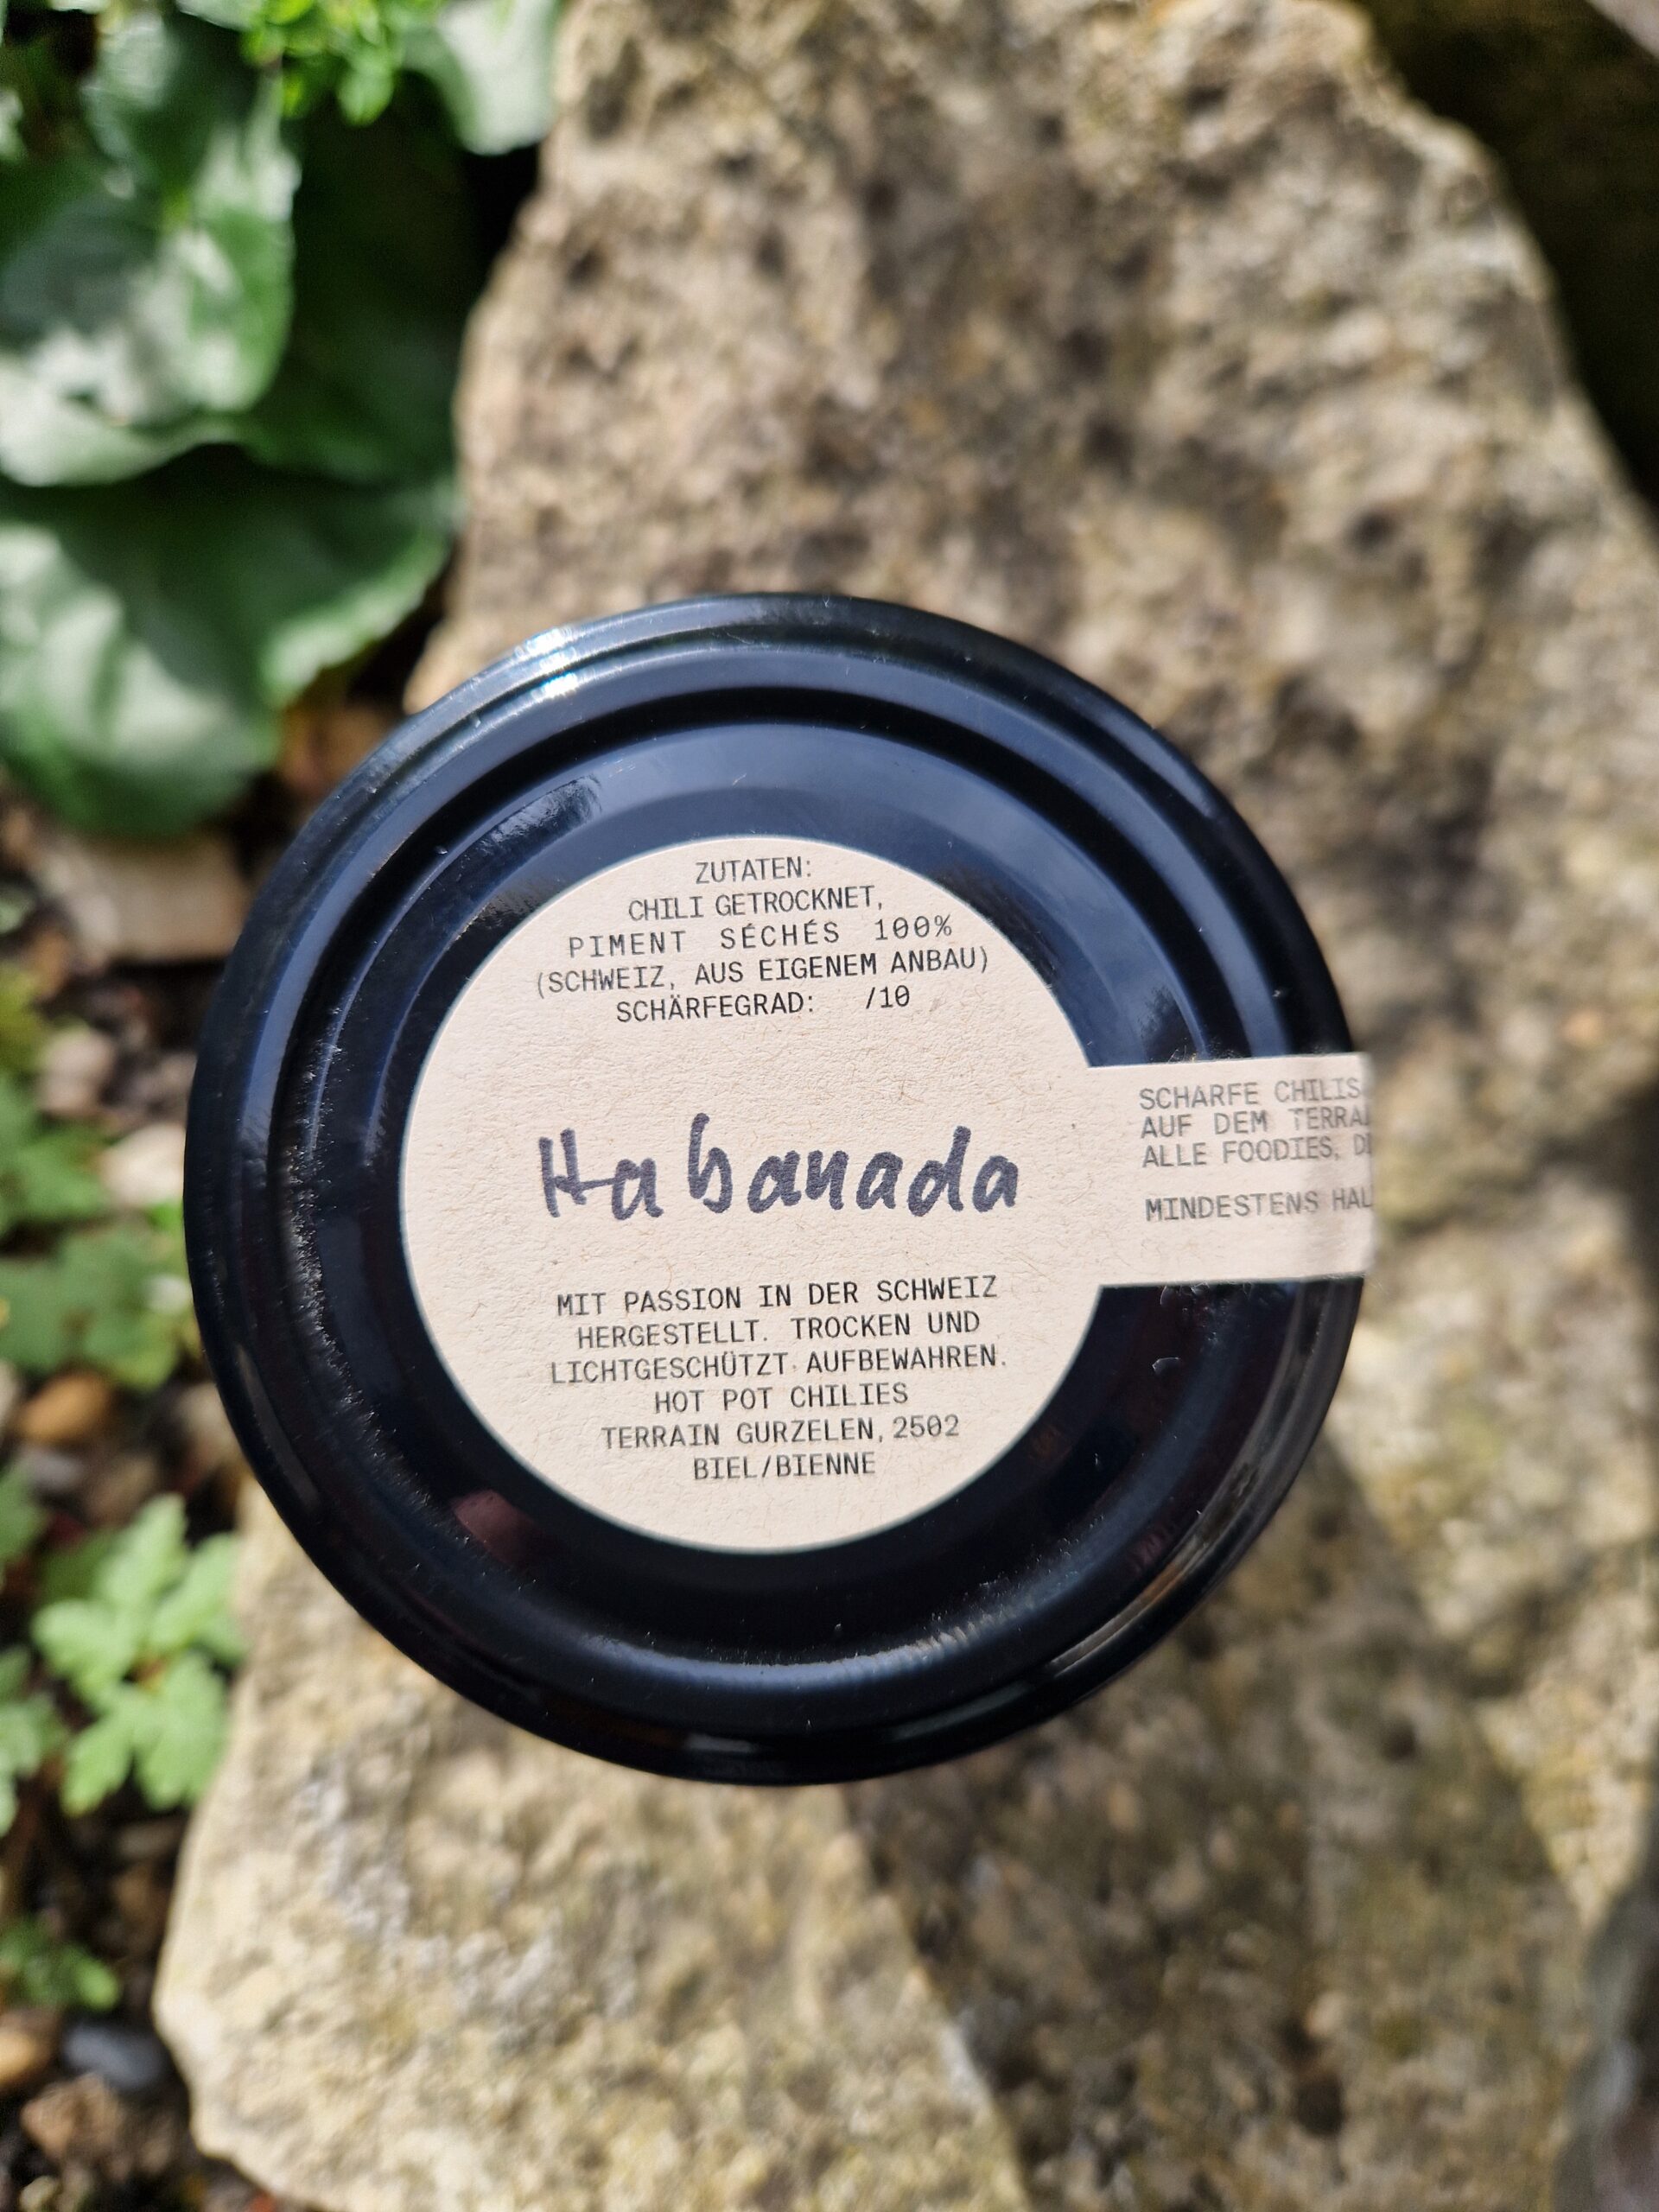 ZUTATEN:
CHILI GETROCKNET,
PIMENT SÉCHÉS 100%
(SCHWEIZ, AUS EIGENEM ANBAU)
SCHÄRFEGRAD: /10
Habanada
MIT PASSION IN DER SCHWEIZ
HERGESTELLT. TROCKEN UND
LICHTGESCHÜTZT AUFBEWAHREN.
HOT POT CHILIES
TERRAIN GURZELEN, 2502
BIEL/BIENNE
SCHARFE CHILIS
AUF DEM
ALLE FOODIES,
MINDESTENS